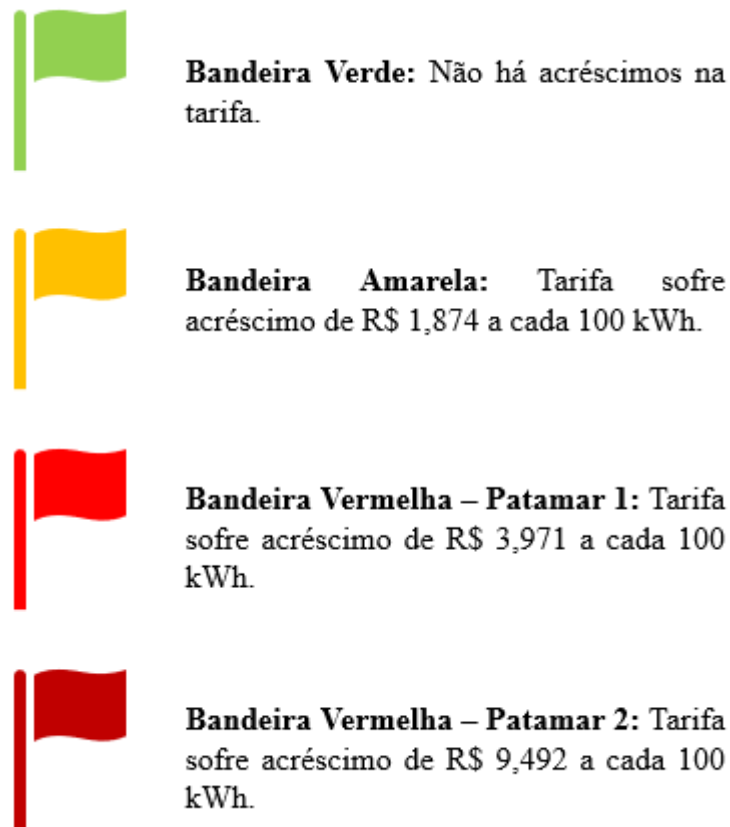 Bandeira Verde: Não há acréscimos na
tarifa.
Bandeira Amarela: Tarifa sofre
acréscimo de R$ 1,874 a cada 100 kWh.
Bandeira Vermelha – Patamar 1: Tarifa
sofre acréscimo de R$ 3,971 a cada 100
kWh.
Bandeira Vermelha – Patamar 2: Tarifa
sofre acréscimo de R$ 9,492 a cada 100
kWh.